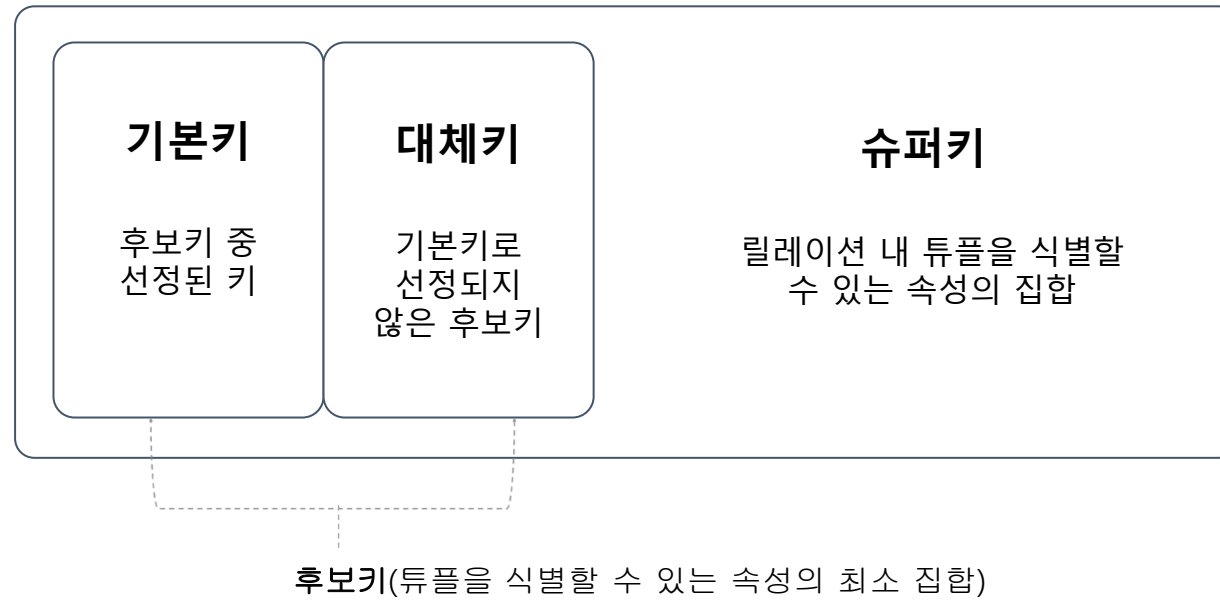 기본키
후보키 중
선정된 키
대체키
기본키로
선정되지
않은 후보키
슈퍼키
릴레이션 내 튜플을 식별할
수 있는 속성의 집합
후보키(튜플을 식별할 수 있는 속성의 최소 집합)